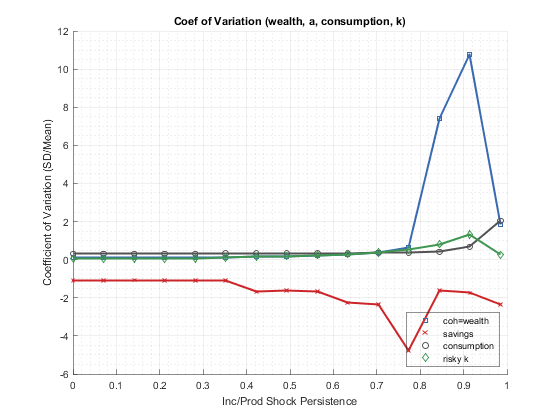 Coef of Variation (wealth, a, consumption, k)
12
10
8
6
4
2
0
-2
-4
-6
Coefficient of Variation (SD/Mean)
0 0.1 0.2 0.3 0.4 0.5 0.6 0.7 0.8 0.9 1
Inc/Prod Shock Persistence
coh=wealth
savings
consumption
risky k